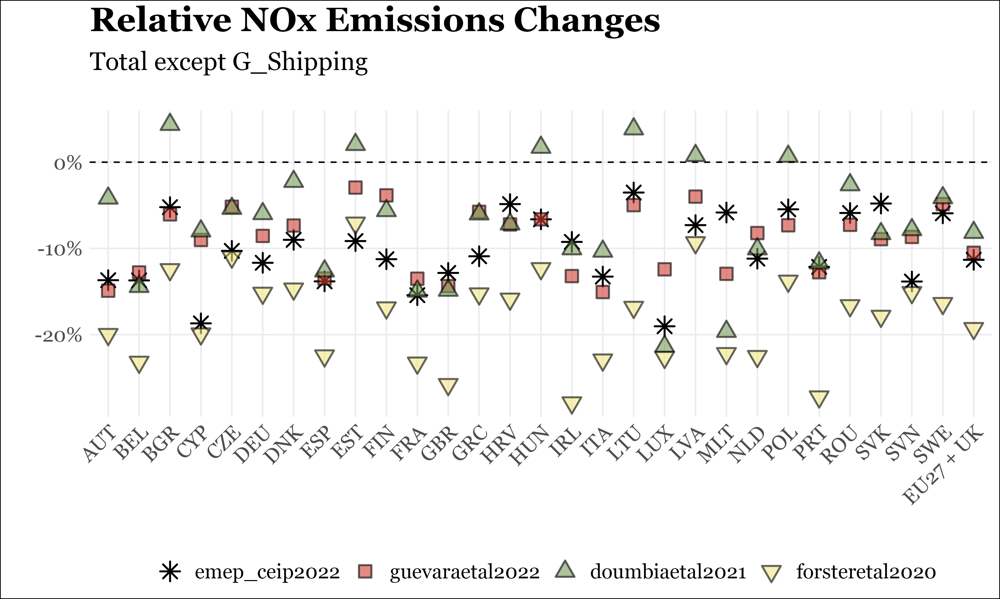 Relative NOx Emissions Changes
Total except G_Shipping
0%
-10%
-20%
AUT
BEL
BGR
CYP
CZE
DEU
DNK
ESP
EST
FIN
FRA
GBR
GRC
HRV
HUN
IRL
ITA
LTU
LUX
LVA
MLT
NLD
POL
PRT
ROU
SVK
SVN
SWE
EU27 + UK
emep_ceip2022 guevaraetal2022 doumbiaetal2021 forsteretal2020